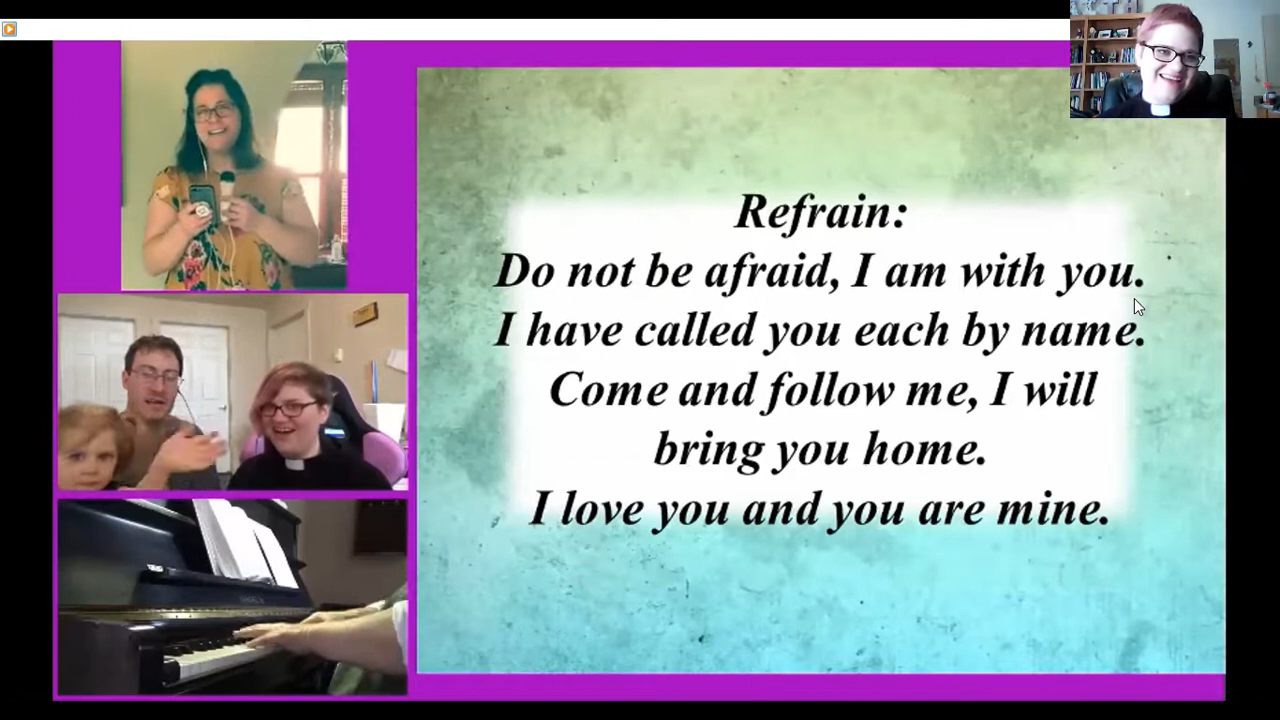 Refrain:
Do not be afraid, I am with you.
I have called you each by name.
Come and follow me, I will
bring you home.
I love you and you are mine.